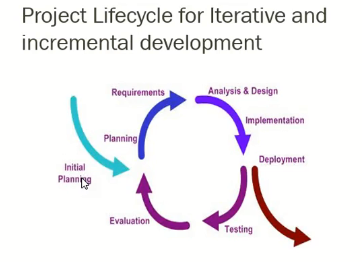 Project Lifecycle for Iterative and
incremental development
Requirements
Analysis & Design
Implementation
Planning
Deployment
Initial
Planning
Evaluation
Testing